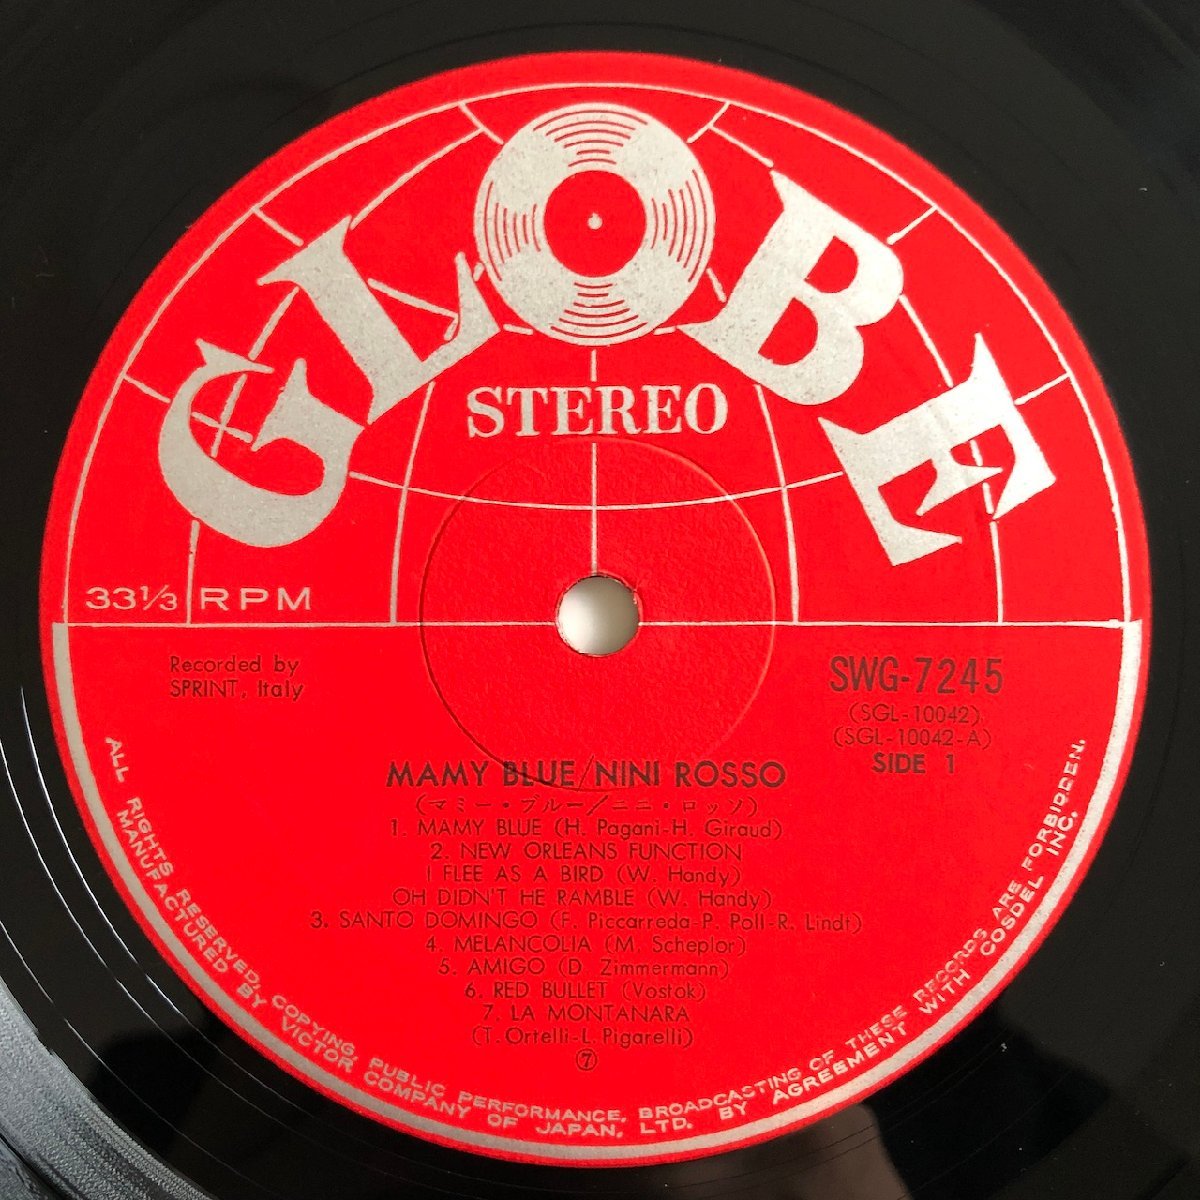 GLOBE
STEREO
33⅓ RPM
Recorded by
SPRINT, Italy
SWG-7245
(SGL-10042)
(SGL-10042-A)
SIDE 1
MAMY BLUE/NINI ROSSO
(マミー・ブルー/ニニ・ロッソ)
1. MAMY BLUE (H. Pagani-H. Giraud)
2. NEW ORLEANS FUNCTION
I FLEE AS A BIRD (W. Handy)
OH DIDN'T HE RAMBLE (W. Handy)
3. SANTO DOMINGO (F. Piccarreda-P. Poll-R. Lindt)
4. MELANCOLIA (M. Scheplor)
5. AMIGO (D. Zimmermann)
6. RED BULLET (Vostok)
7. LA MONTANARA
(T. Ortelli-L. Pigarelli)
⑦
ALL RIGHTS RESERVED, COPYING, PUBLIC PERFORMANCE, BROADCASTING OF THESE RECORDS ARE FORBIDDEN.
MANUFACTURED BY VICTOR COMPANY OF JAPAN, LTD. BY AGREEMENT WITH COSDEL INC.